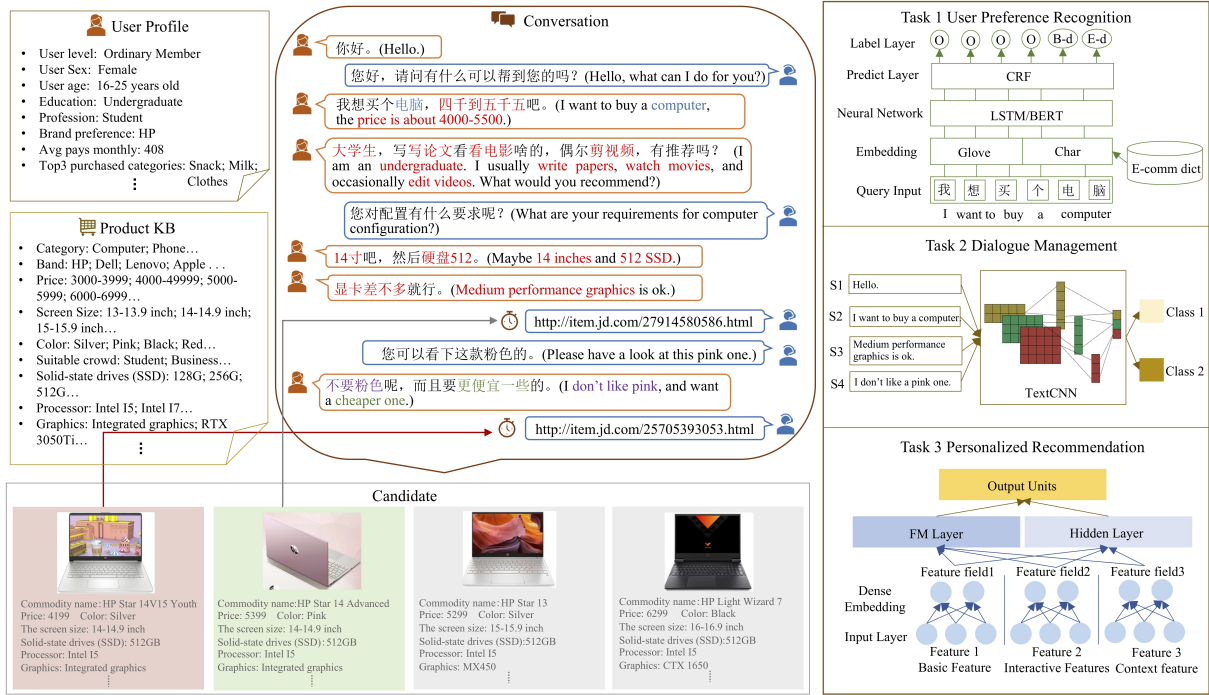 User Profile
• User level: Ordinary Member
• User Sex: Female
• User age: 16-25 years old
• Education: Undergraduate
• Profession: Student
• Brand preference: HP
• Avg pays monthly: 408
• Top3 purchased categories: Snack; Milk;
Clothes
⋮
Product KB
• Category: Computer; Phone…
• Band: HP; Dell; Lenovo; Apple . . .
• Price: 3000-3999; 4000-49999; 5000-
5999; 6000-6999…
• Screen Size: 13-13.9 inch; 14-14.9 inch;
15-15.9 inch…
• Color: Silver; Pink; Black; Red…
• Suitable crowd: Student; Business…
• Solid-state drives (SSD): 128G; 256G;
512G…
• Processor: Intel I5; Intel I7…
• Graphics: Integrated graphics; RTX
3050Ti…
⋮
Conversation
你好。(Hello.)
您好，请问有什么可以帮到您的吗？(Hello, what can I do for you?)
我想买个电脑，四千到五千五吧。(I want to buy a computer,
the price is about 4000-5500.)
大学生，写写论文看看电影啥的，偶尔剪视频，有推荐吗？ (I
am an undergraduate. I usually write papers, watch movies, and
occasionally edit videos. What would you recommend?)
您对配置有什么要求呢？(What are your requirements for computer
configuration?)
14寸吧，然后硬盘512。(Maybe 14 inches and 512 SSD.)
显卡差不多就行。(Medium performance graphics is ok.)
http://item.jd.com/27914580586.html
您可以看下这款粉色的。(Please have a look at this pink one.)
不要粉色呢，而且要更便宜一些的。(I don't like pink, and want
a cheaper one.)
http://item.jd.com/25705393053.html
Candidate
Commodity name:HP Star 14V15 Youth
Price: 4199 Color: Silver
The screen size: 14-14.9 inch
Solid-state drives (SSD): 512GB
Processor: Intel I5
Graphics: Integrated graphics
⋮
Commodity name:HP Star 14 Advanced
Price: 5399 Color: Pink
The screen size: 14-14.9 inch
Solid-state drives (SSD): 512GB
Processor: Intel I5
Graphics: Integrated graphics
⋮
Commodity name:HP Star 13
Price: 5299 Color: Silver
The screen size: 15-15.9 inch
Solid-state drives (SSD):512GB
Processor: Intel I5
Graphics: MX450
⋮
Commodity name:HP Light Wizard 7
Price: 6299 Color: Black
The screen size: 16-16.9 inch
Solid-state drives (SSD):512GB
Processor: Intel I5
Graphics: CTX 1650
⋮
Task 1 User Preference Recognition
Label Layer O O O O B-d E-d
Predict Layer CRF
Neural Network LSTM/BERT
Embedding Glove Char
E-comm dict
Query Input 我 想 买 个 电 脑
I want to buy a computer
Task 2 Dialogue Management
S1 Hello.
S2 I want to buy a computer
S3 Medium performance
graphics is ok.
S4 I don't like a pink one.
TextCNN
Class 1
Class 2
Task 3 Personalized Recommendation
Output Units
FM Layer Hidden Layer
Feature field1 Feature field2 Feature field3
Dense
Embedding
Input Layer
Feature 1 Feature 2 Feature 3
Basic Feature Interactive Features Context feature